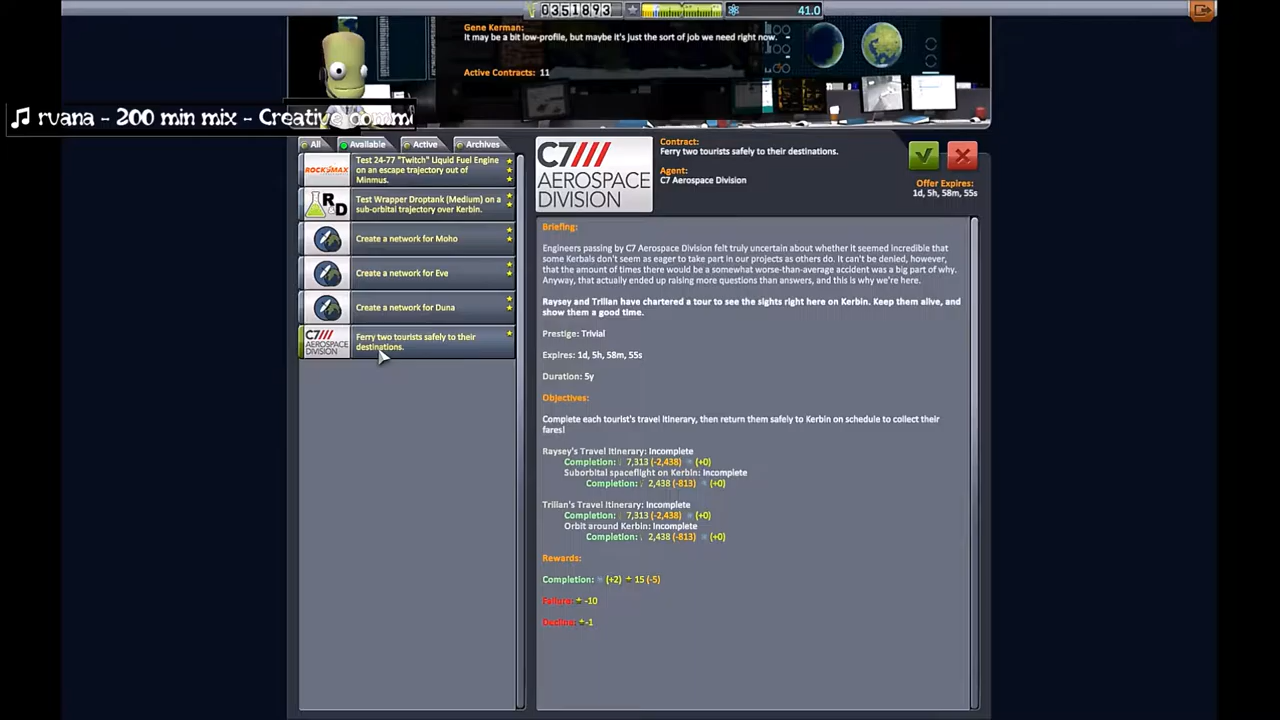 0351893
41.0
Gene Kerman:
It may be a bit low-profile, but maybe it's just the sort of job we need right now.
Active Contracts: 11
♫ rvana - 200 min mix - Creative comm
All
Available
Active
Archives
ROCKOMAX
Test 24-77 "Twitch" Liquid Fuel Engine
on an escape trajectory out of
Minmus.
R&D
Test Wrapper Droptank (Medium) on a
sub-orbital trajectory over Kerbin.
Create a network for Moho
Create a network for Eve
Create a network for Duna
C7///
AEROSPACE
DIVISION
Ferry two tourists safely to their
destinations.
C7///
AEROSPACE
DIVISION
Contract:
Ferry two tourists safely to their destinations.
Agent:
C7 Aerospace Division
Offer Expires:
1d, 5h, 58m, 55s
Briefing:
Engineers passing by C7 Aerospace Division felt truly uncertain about whether it seemed incredible that
some Kerbals don't seem as eager to take part in our projects as others do. It can't be denied, however,
that the amount of times there would be a somewhat worse-than-average accident was a big part of why.
Anyway, that actually ended up raising more questions than answers, and this is why we're here.
Raysey and Trilian have chartered a tour to see the sights right here on Kerbin. Keep them alive, and
show them a good time.
Prestige: Trivial
Expires: 1d, 5h, 58m, 55s
Duration: 5y
Objectives:
Complete each tourist's travel itinerary, then return them safely to Kerbin on schedule to collect their
fares!
Raysey's Travel Itinerary: Incomplete
Completion: 7,313 (-2,438) (+0)
Suborbital spaceflight on Kerbin: Incomplete
Completion: 2,438 (-813) (+0)
Trilian's Travel Itinerary: Incomplete
Completion: 7,313 (-2,438) (+0)
Orbit around Kerbin: Incomplete
Completion: 2,438 (-813) (+0)
Rewards:
Completion: (+2) 15 (-5)
Failure: -10
Decline: -1